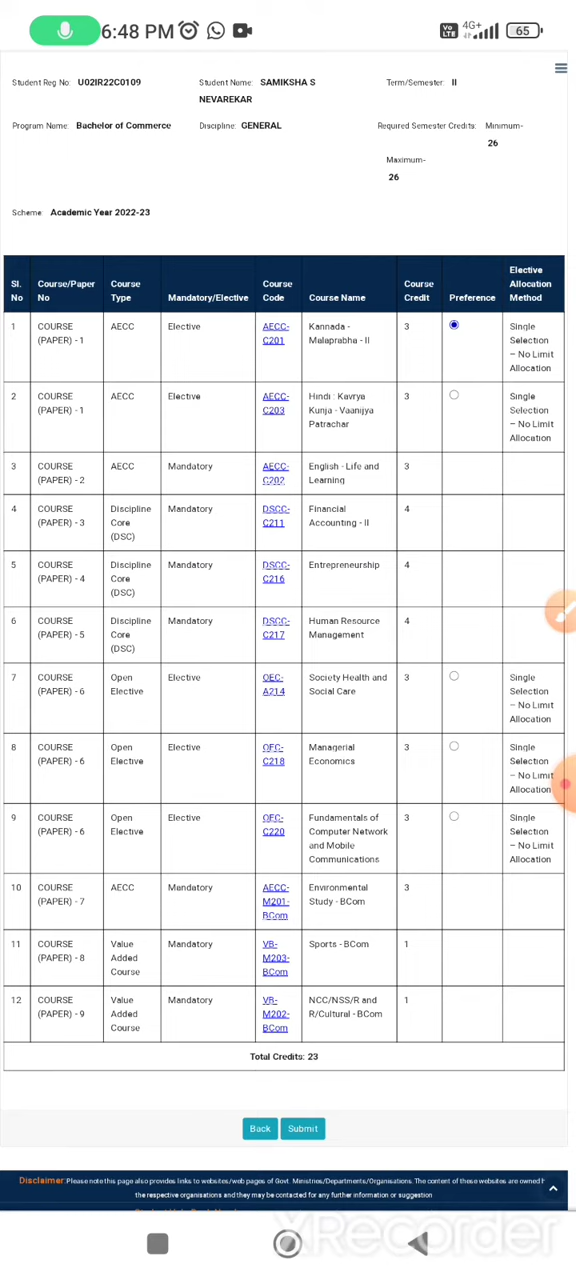 6:48 PM
Vo LTE 4G+ 65
Student Reg No: U02IR22C0109 Student Name: SAMIKSHA S NEVAREKAR Term/Semester: II
Program Name: Bachelor of Commerce Discipline: GENERAL Required Semester Credits: Minimum- 26
Maximum- 26
Scheme: Academic Year 2022-23
Sl. No Course/Paper No Course Type Mandatory/Elective Course Code Course Name Course Credit Preference Elective Allocation Method
1 COURSE (PAPER) - 1 AECC Elective AECC-C201 Kannada - Malaprabha - II 3 Single Selection – No Limit Allocation
2 COURSE (PAPER) - 1 AECC Elective AECC-C203 Hindi : Kavrya Kunja - Vaanijya Patrachar 3 Single Selection – No Limit Allocation
3 COURSE (PAPER) - 2 AECC Mandatory AECC-C202 English - Life and Learning 3
4 COURSE (PAPER) - 3 Discipline Core (DSC) Mandatory DSCC-C211 Financial Accounting - II 4
5 COURSE (PAPER) - 4 Discipline Core (DSC) Mandatory DSCC-C216 Entrepreneurship 4
6 COURSE (PAPER) - 5 Discipline Core (DSC) Mandatory DSCC-C217 Human Resource Management 4
7 COURSE (PAPER) - 6 Open Elective Elective OEC-A214 Society Health and Social Care 3 Single Selection – No Limit Allocation
8 COURSE (PAPER) - 6 Open Elective Elective OEC-C218 Managerial Economics 3 Single Selection – No Limit Allocation
9 COURSE (PAPER) - 6 Open Elective Elective OEC-C220 Fundamentals of Computer Network and Mobile Communications 3 Single Selection – No Limit Allocation
10 COURSE (PAPER) - 7 AECC Mandatory AECC-M201-BCom Environmental Study - BCom 3
11 COURSE (PAPER) - 8 Value Added Course Mandatory VB-M203-BCom Sports - BCom 1
12 COURSE (PAPER) - 9 Value Added Course Mandatory VB-M202-BCom NCC/NSS/R and R/Cultural - BCom 1
Total Credits: 23
Back Submit
Disclaimer:Please note this page also provides links to websites/web pages of Govt. Ministries/Departments/Organisations. The content of these websites are owned
the respective organisations and they may be contacted for any further information or suggestion
XRecorder